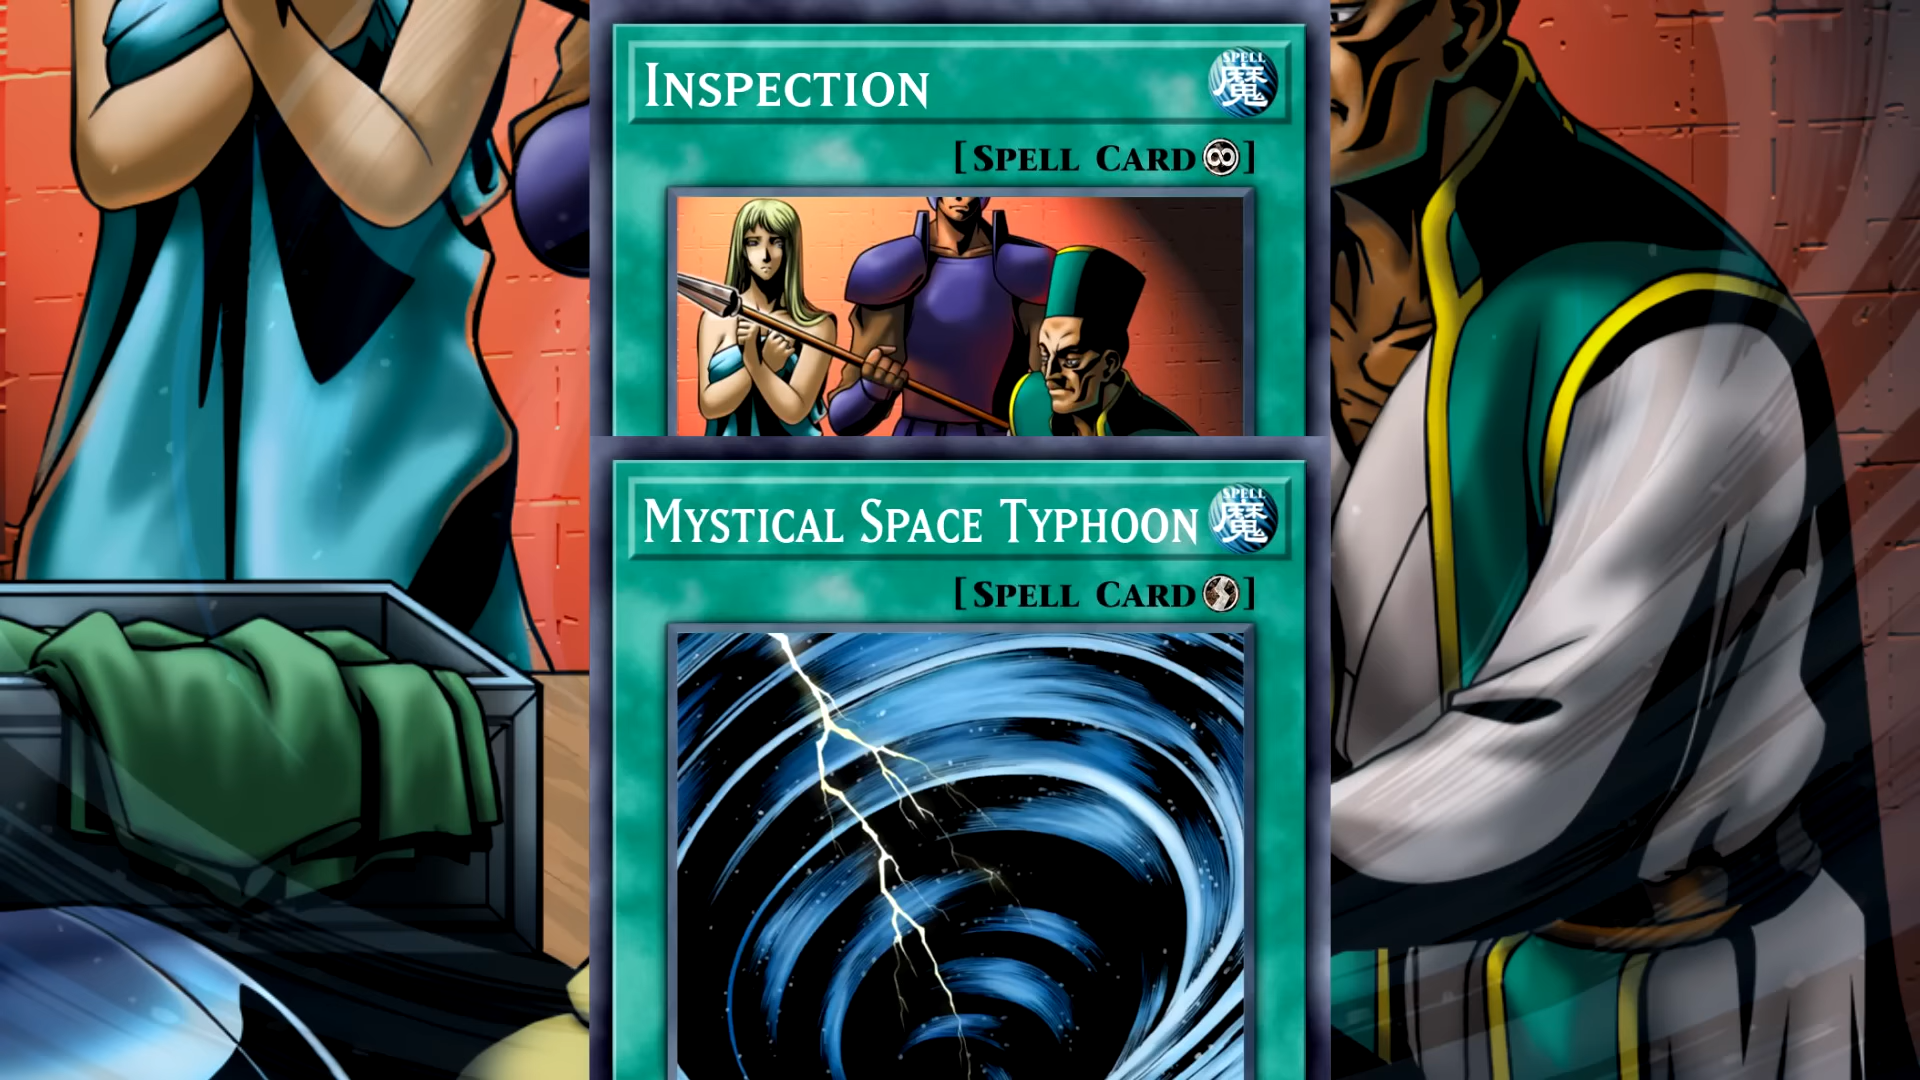 INSPECTION
SPELL
魔
[SPELL CARD]
MYSTICAL SPACE TYPHOON
SPELL
魔
[SPELL CARD]